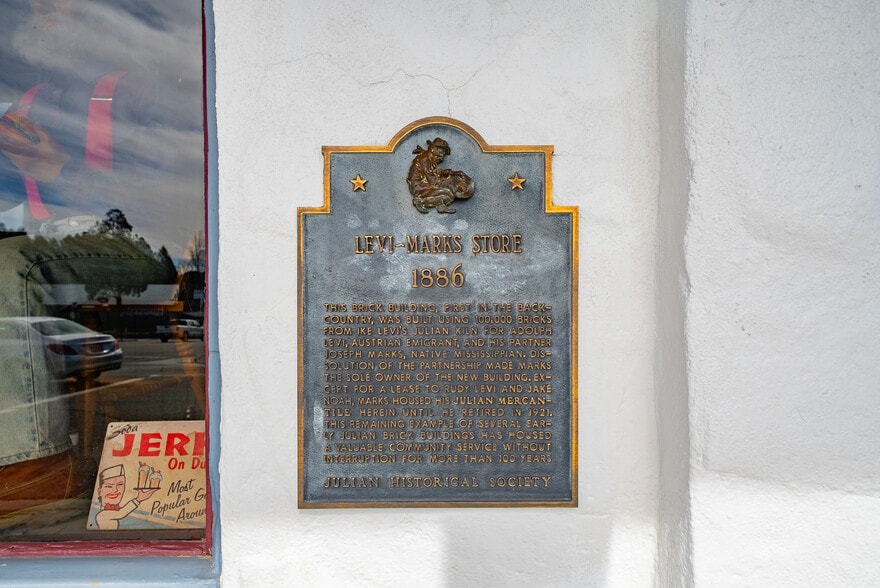 LEVI-MARKS STORE
1886
THIS BRICK BUILDING, FIRST IN THE BACK-
COUNTRY, WAS BUILT USING 100,000 BRICKS
FROM IKE LEVI'S JULIAN KILN FOR ADOLPH
LEVI, AUSTRIAN EMIGRANT, AND HIS PARTNER
JOSEPH MARKS, NATIVE MISSISSIPPIAN. DIS-
SOLUTION OF THE PARTNERSHIP MADE MARKS
THE SOLE OWNER OF THE NEW BUILDING. EX-
CEPT FOR A LEASE TO RUDY LEVI AND JAKE
NOAH, MARKS HOUSED HIS JULIAN MERCAN-
TILE HEREIN UNTIL HE RETIRED IN 1921.
THIS REMAINING EXAMPLE OF SEVERAL EAR-
LY JULIAN BRICK BUILDINGS HAS HOUSED
A VALUABLE COMMUNITY SERVICE WITHOUT
INTERRUPTION FOR MORE THAN 100 YEARS
JULIAN HISTORICAL SOCIETY
Soda
JER
On Du
Most
Popular G
Aroun